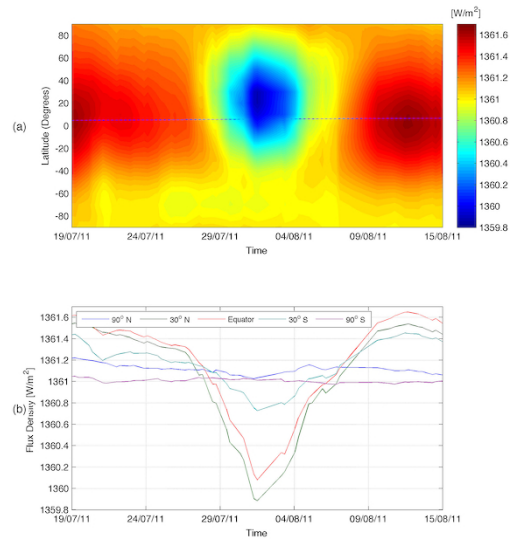 [W/m²]
80
60
40
20
0
-20
-40
-60
-80
Latitude (Degrees)
(a)
1361.6
1361.4
1361.2
1361
1360.8
1360.6
1360.4
1360.2
1360
1359.8
19/07/11 24/07/11 29/07/11 04/08/11 09/08/11 15/08/11
Time
90° N 30° N Equator 30° S 90° S
1361.6
1361.4
1361.2
1361
1360.8
1360.6
1360.4
1360.2
1360
1359.8
Flux Density [W/m²]
(b)
19/07/11 24/07/11 29/07/11 04/08/11 09/08/11 15/08/11
Time